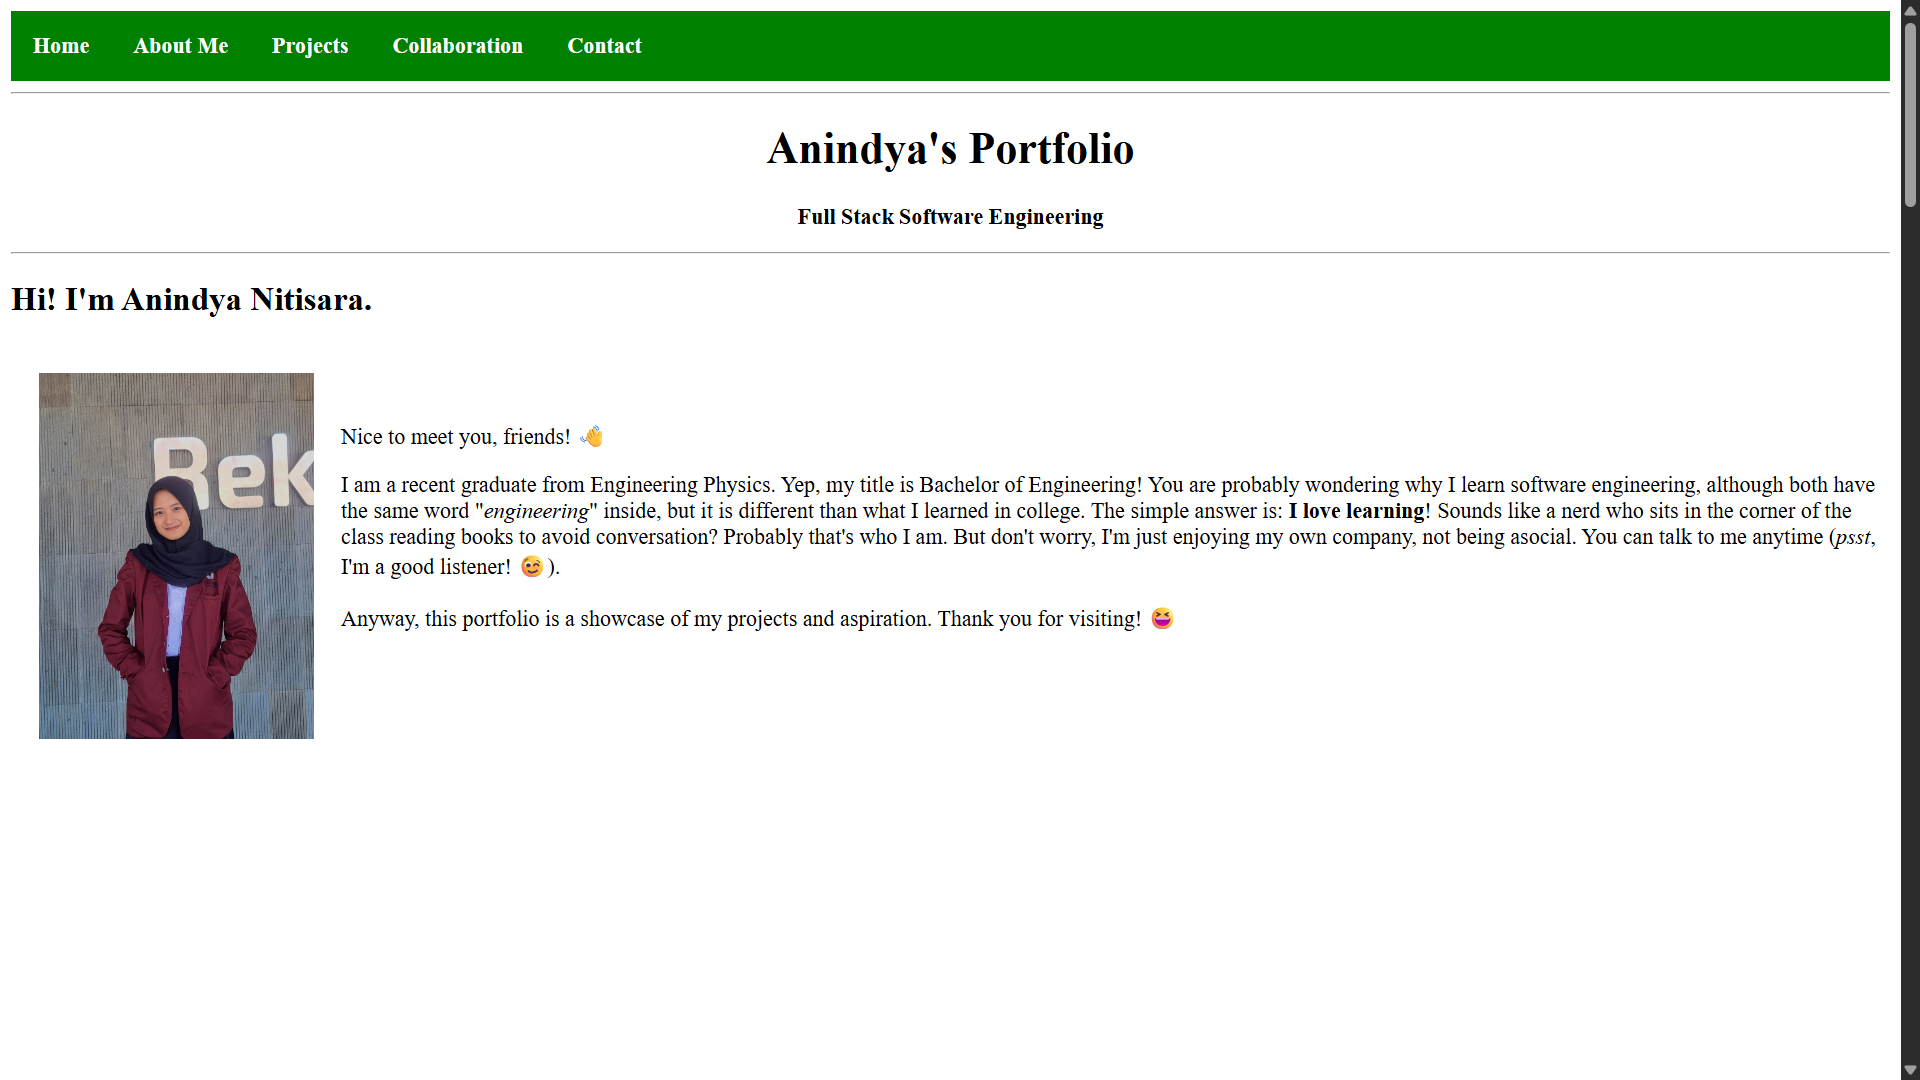 Home About Me Projects Collaboration Contact
Anindya's Portfolio
Full Stack Software Engineering
Hi! I'm Anindya Nitisara.
Rek
Nice to meet you, friends! 👋
I am a recent graduate from Engineering Physics. Yep, my title is Bachelor of Engineering! You are probably wondering why I learn software engineering, although both have
the same word "engineering" inside, but it is different than what I learned in college. The simple answer is: I love learning! Sounds like a nerd who sits in the corner of the
class reading books to avoid conversation? Probably that's who I am. But don't worry, I'm just enjoying my own company, not being asocial. You can talk to me anytime (psst,
I'm a good listener! 😉).
Anyway, this portfolio is a showcase of my projects and aspiration. Thank you for visiting! 😆